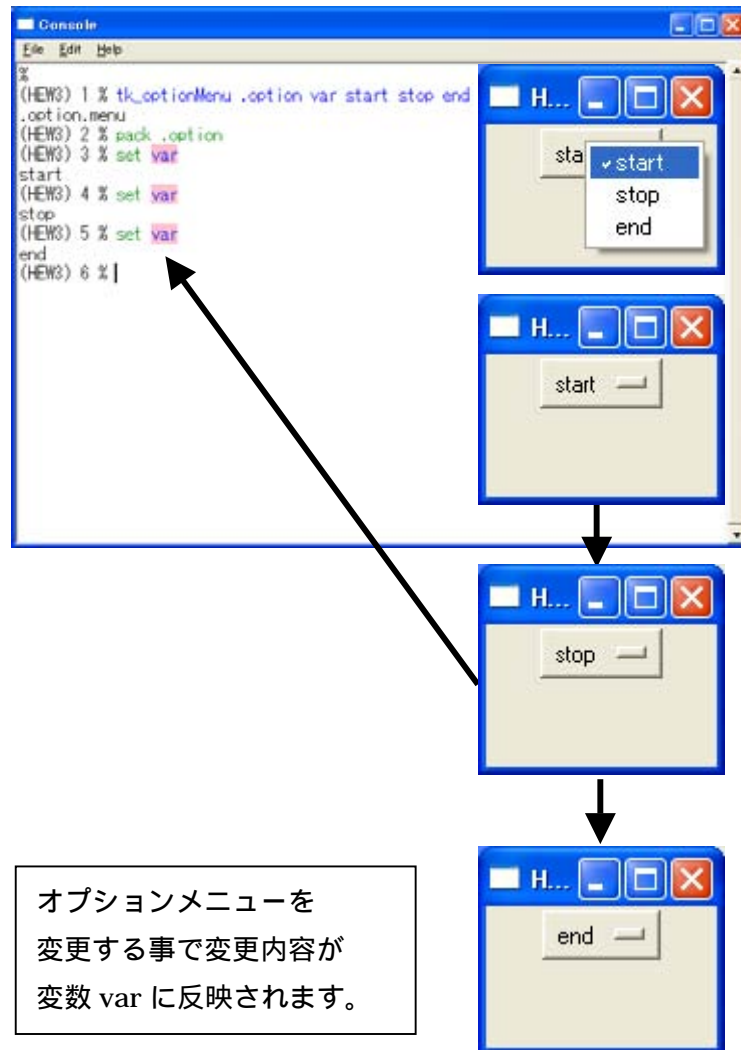 Console
File Edit Help
%
(HEW3) 1 % tk_optionMenu .option var start stop end
.option.menu
(HEW3) 2 % pack .option
(HEW3) 3 % set var
start
(HEW3) 4 % set var
stop
(HEW3) 5 % set var
end
(HEW3) 6 %
H...
sta
start
stop
end
H...
start
H...
stop
H...
end
オプションメニューを
変更する事で変更内容が
変数 var に反映されます。